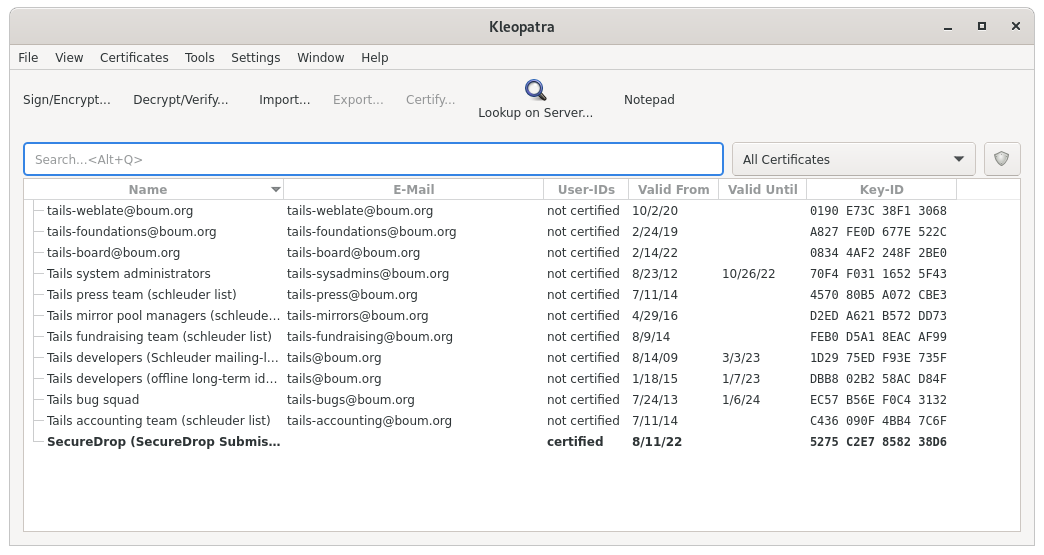 Kleopatra
File View Certificates Tools Settings Window Help
Sign/Encrypt... Decrypt/Verify... Import... Export... Certify... Lookup on Server... Notepad
Search...<Alt+Q> All Certificates
Name E-Mail User-IDs Valid From Valid Until Key-ID
tails-weblate@boum.org tails-weblate@boum.org not certified 10/2/20 0190 E73C 38F1 3068
tails-foundations@boum.org tails-foundations@boum.org not certified 2/24/19 A827 FE0D 677E 522C
tails-board@boum.org tails-board@boum.org not certified 2/14/22 0834 4AF2 248F 2BE0
Tails system administrators tails-sysadmins@boum.org not certified 8/23/12 10/26/22 70F4 F031 1652 5F43
Tails press team (schleuder list) tails-press@boum.org not certified 7/11/14 4570 80B5 A072 CBE3
Tails mirror pool managers (schleude... tails-mirrors@boum.org not certified 4/29/16 D2ED A621 B572 DD73
Tails fundraising team (schleuder list) tails-fundraising@boum.org not certified 8/9/14 FEB0 D5A1 8EAC AF99
Tails developers (Schleuder mailing-l... tails@boum.org not certified 8/14/09 3/3/23 1D29 75ED F93E 735F
Tails developers (offline long-term id... tails@boum.org not certified 1/18/15 1/7/23 DBB8 02B2 58AC D84F
Tails bug squad tails-bugs@boum.org not certified 7/24/13 1/6/24 EC57 B56E F0C4 3132
Tails accounting team (schleuder list) tails-accounting@boum.org not certified 7/11/14 C436 090F 4BB4 7C6F
SecureDrop (SecureDrop Submis... certified 8/11/22 5275 C2E7 8582 38D6